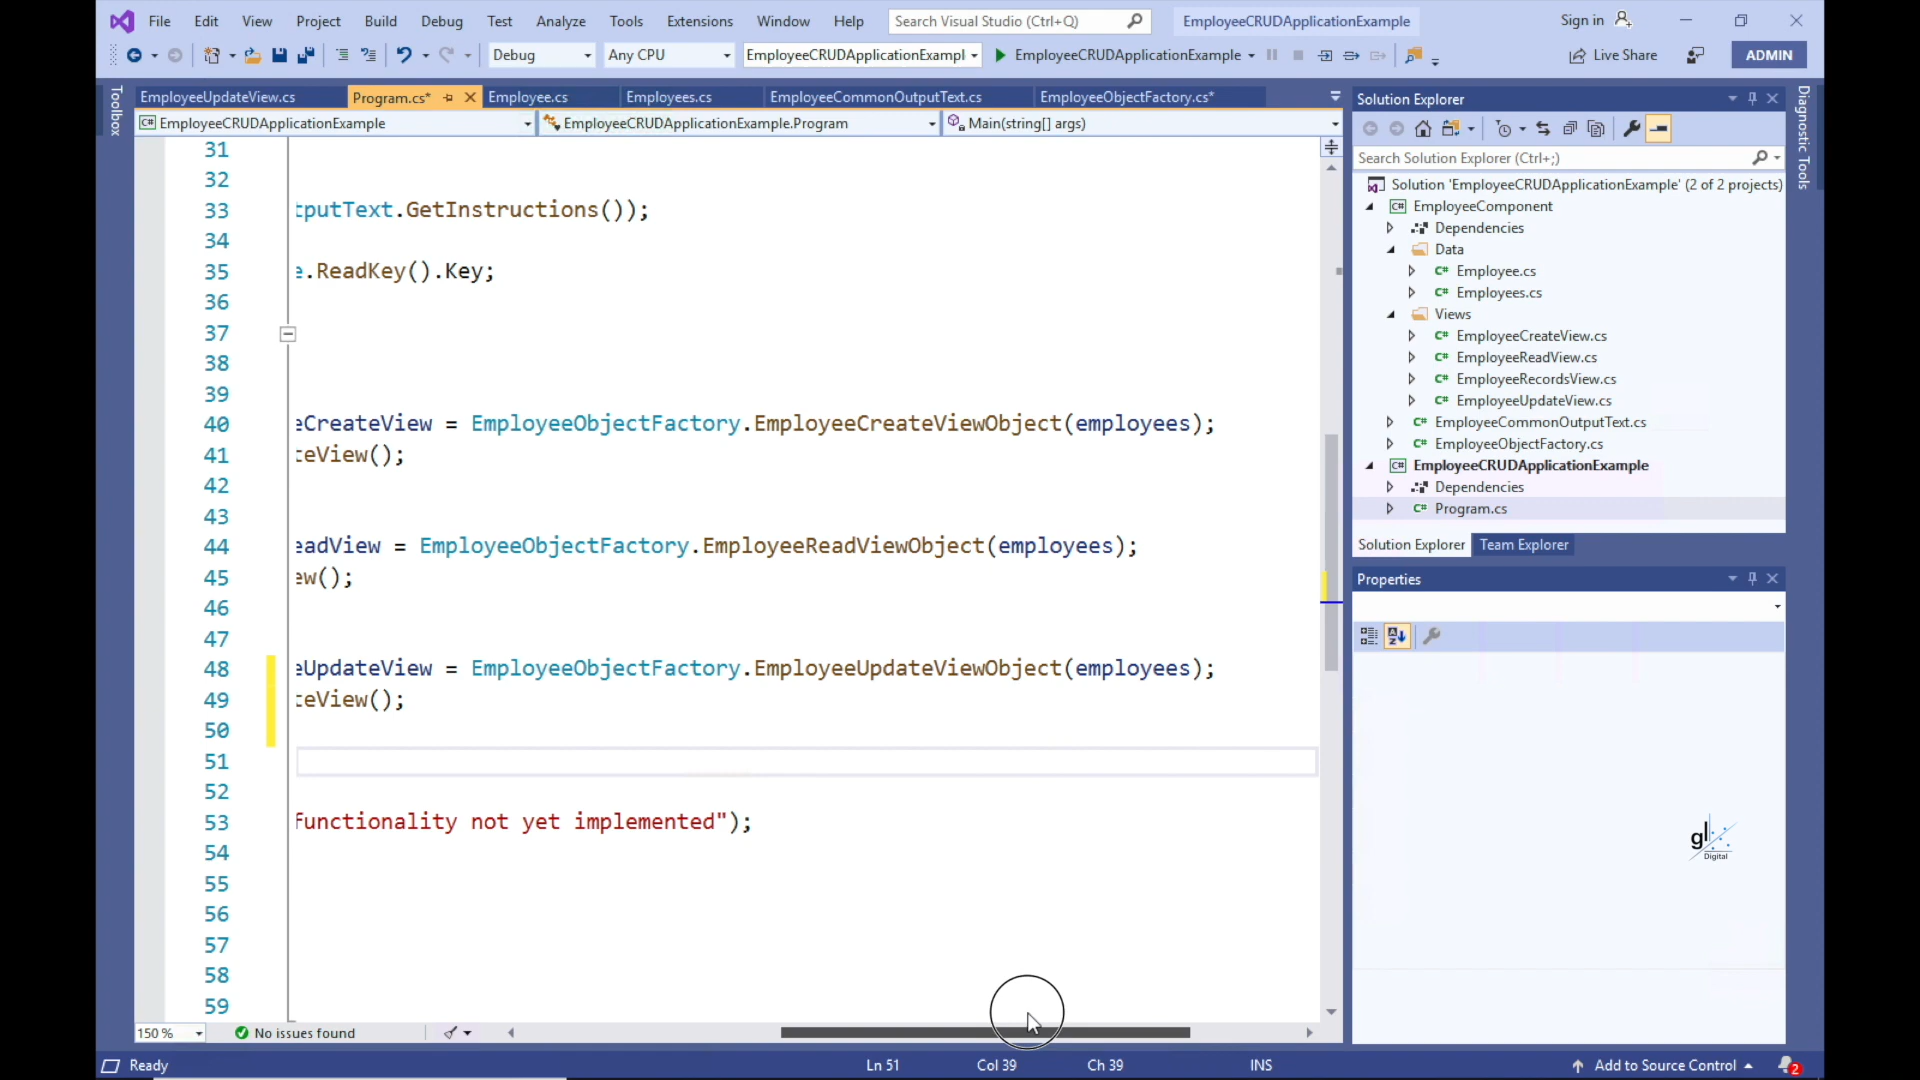 File Edit View Project Build Debug Test Analyze Tools Extensions Window Help Search Visual Studio (Ctrl+Q) EmployeeCRUDApplicationExample Sign in
Debug Any CPU EmployeeCRUDApplicationExampl EmployeeCRUDApplicationExample Live Share ADMIN
Toolbox
EmployeeUpdateView.cs Program.cs* Employee.cs Employees.cs EmployeeCommonOutputText.cs EmployeeObjectFactory.cs*
EmployeeCRUDApplicationExample EmployeeCRUDApplicationExample.Program Main(string[] args)
31
32
33 tputText.GetInstructions());
34
35 e.ReadKey().Key;
36
37
38
39
40 eCreateView = EmployeeObjectFactory.EmployeeCreateViewObject(employees);
41 teView();
42
43
44 eadView = EmployeeObjectFactory.EmployeeReadViewObject(employees);
45 ew();
46
47
48 eUpdateView = EmployeeObjectFactory.EmployeeUpdateViewObject(employees);
49 teView();
50
51
52
53 Functionality not yet implemented");
54
55
56
57
58
59
150 % No issues found
Solution Explorer
Search Solution Explorer (Ctrl+;)
Solution 'EmployeeCRUDApplicationExample' (2 of 2 projects)
C# EmployeeComponent
Dependencies
Data
C# Employee.cs
C# Employees.cs
Views
C# EmployeeCreateView.cs
C# EmployeeReadView.cs
C# EmployeeRecordsView.cs
C# EmployeeUpdateView.cs
C# EmployeeCommonOutputText.cs
C# EmployeeObjectFactory.cs
C# EmployeeCRUDApplicationExample
Dependencies
C# Program.cs
Solution Explorer Team Explorer
Properties
Diagnostic Tools
gl
Digital
Ready Ln 51 Col 39 Ch 39 INS Add to Source Control 2